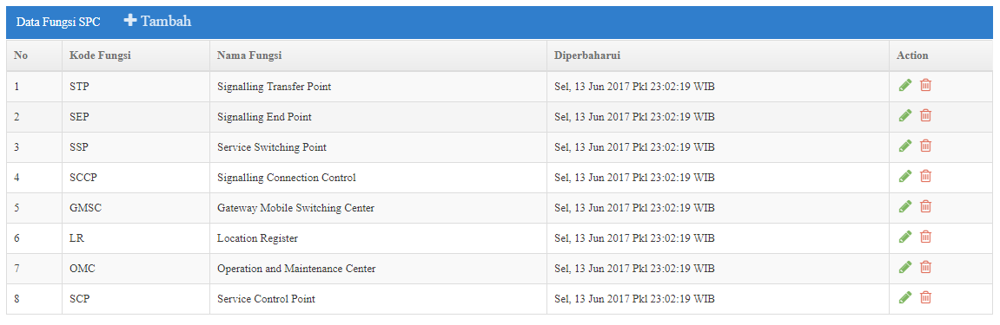 Data Fungsi SPC Tambah
No Kode Fungsi Nama Fungsi Diperbaharui Action
1 STP Signalling Transfer Point Sel, 13 Jun 2017 Pkl 23:02:19 WIB
2 SEP Signalling End Point Sel, 13 Jun 2017 Pkl 23:02:19 WIB
3 SSP Service Switching Point Sel, 13 Jun 2017 Pkl 23:02:19 WIB
4 SCCP Signalling Connection Control Sel, 13 Jun 2017 Pkl 23:02:19 WIB
5 GMSC Gateway Mobile Switching Center Sel, 13 Jun 2017 Pkl 23:02:19 WIB
6 LR Location Register Sel, 13 Jun 2017 Pkl 23:02:19 WIB
7 OMC Operation and Maintenance Center Sel, 13 Jun 2017 Pkl 23:02:19 WIB
8 SCP Service Control Point Sel, 13 Jun 2017 Pkl 23:02:19 WIB